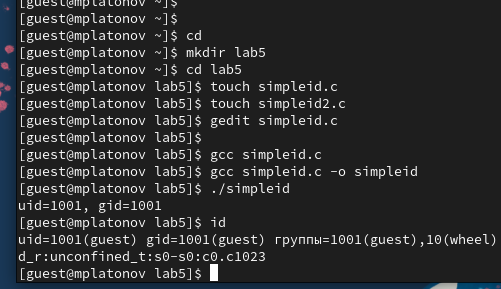 [guest@mplatonov ~]$
[guest@mplatonov ~]$
[guest@mplatonov ~]$ cd
[guest@mplatonov ~]$ mkdir lab5
[guest@mplatonov ~]$ cd lab5
[guest@mplatonov lab5]$ touch simpleid.c
[guest@mplatonov lab5]$ touch simpleid2.c
[guest@mplatonov lab5]$ gedit simpleid.c
[guest@mplatonov lab5]$
[guest@mplatonov lab5]$ gcc simpleid.c
[guest@mplatonov lab5]$ gcc simpleid.c -o simpleid
[guest@mplatonov lab5]$ ./simpleid
uid=1001, gid=1001
[guest@mplatonov lab5]$ id
uid=1001(guest) gid=1001(guest) группы=1001(guest),10(wheel)
d_r:unconfined_t:s0-s0:c0.c1023
[guest@mplatonov lab5]$